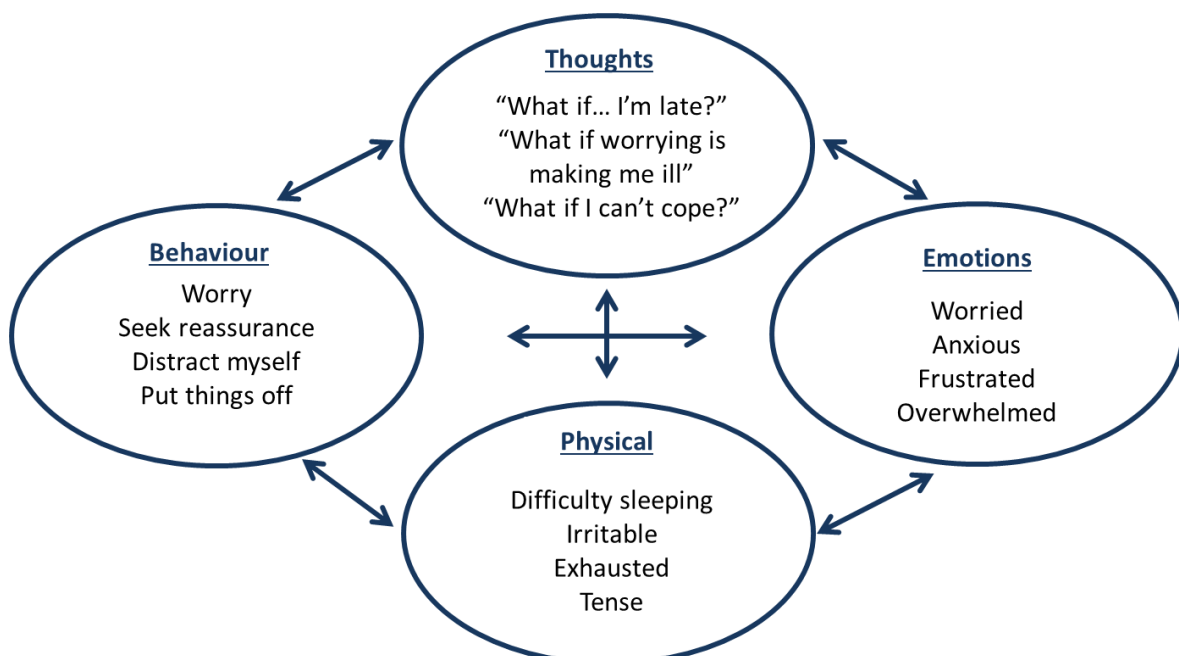 Thoughts
“What if… I’m late?”
“What if worrying is
making me ill”
“What if I can’t cope?”
Behaviour
Worry
Seek reassurance
Distract myself
Put things off
Emotions
Worried
Anxious
Frustrated
Overwhelmed
Physical
Difficulty sleeping
Irritable
Exhausted
Tense